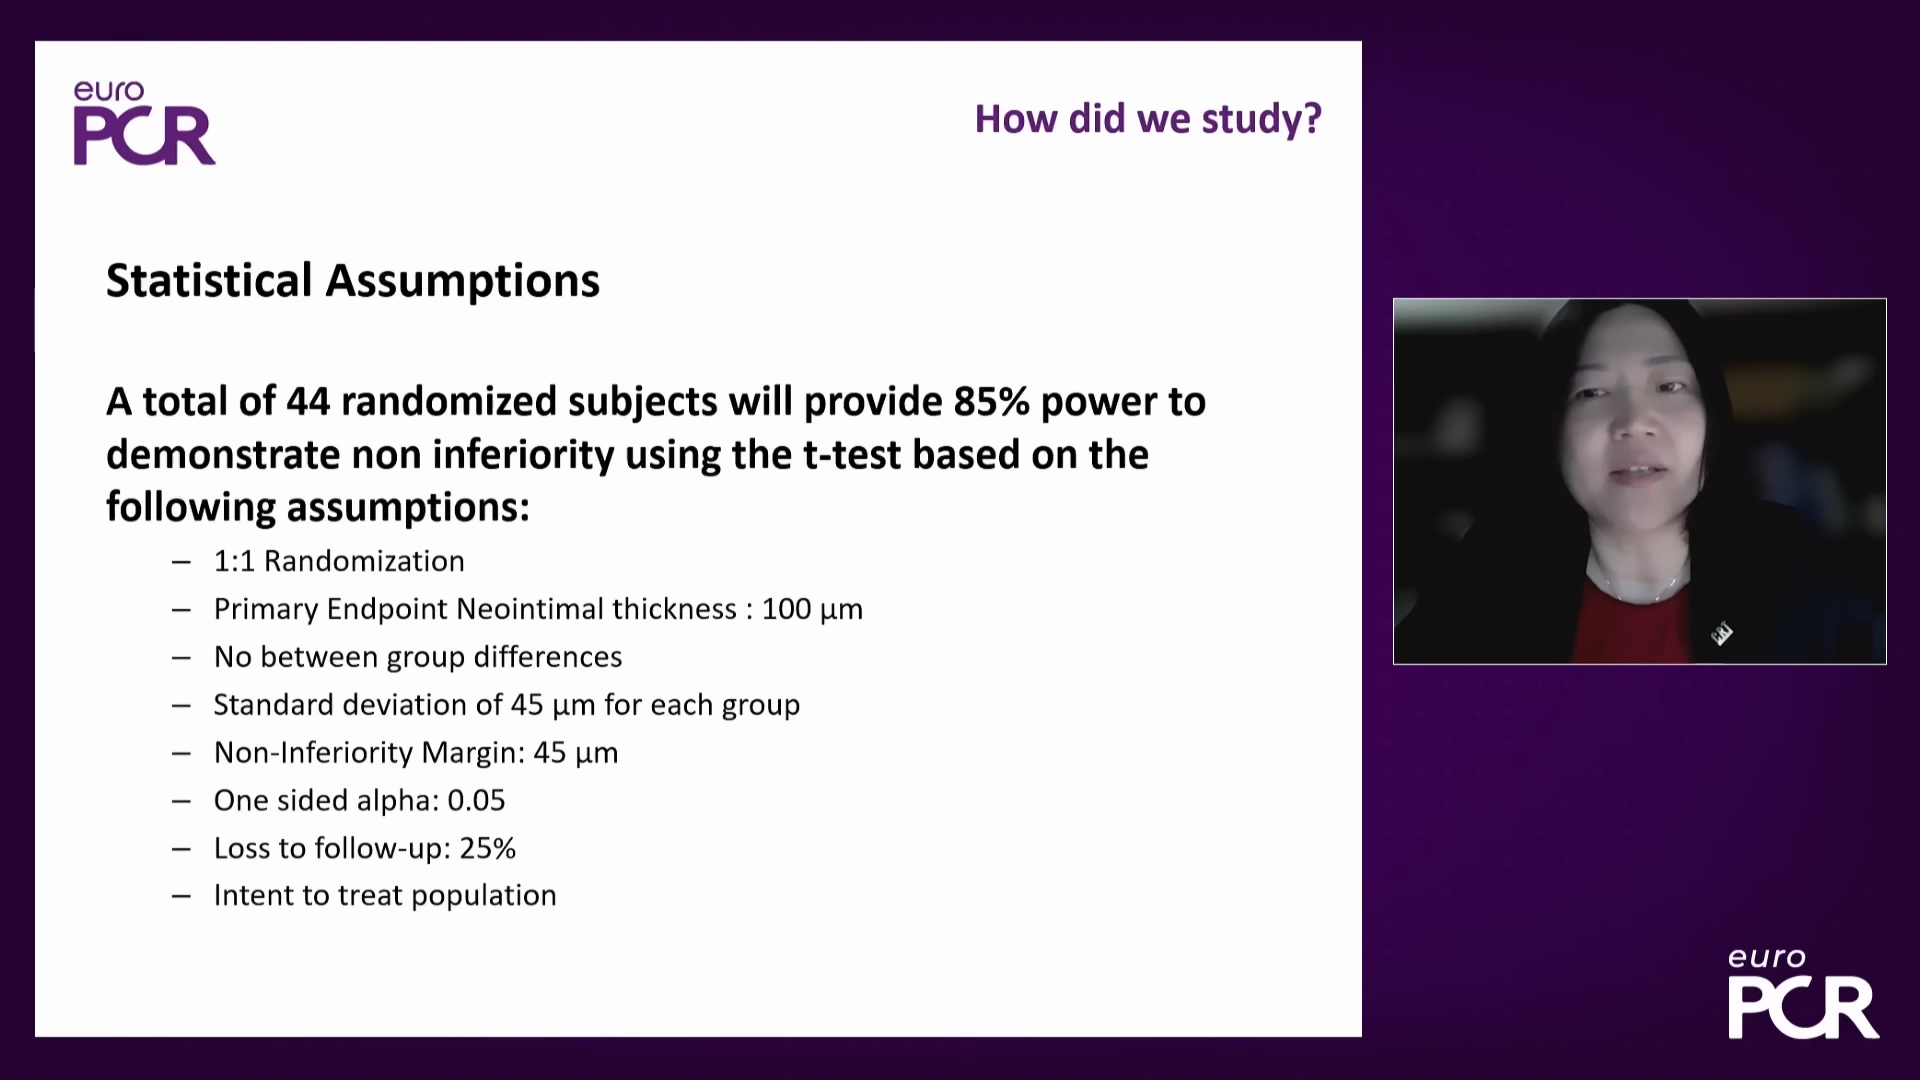 euro
PCR
How did we study?
Statistical Assumptions
A total of 44 randomized subjects will provide 85% power to
demonstrate non inferiority using the t-test based on the
following assumptions:
– 1:1 Randomization
– Primary Endpoint Neointimal thickness : 100 µm
– No between group differences
– Standard deviation of 45 µm for each group
– Non-Inferiority Margin: 45 µm
– One sided alpha: 0.05
– Loss to follow-up: 25%
– Intent to treat population
CRT
euro
PCR